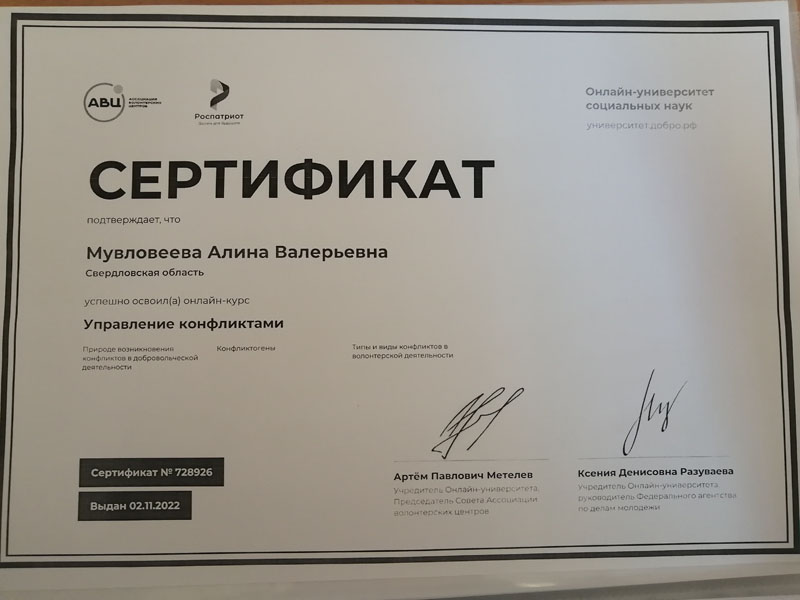 АВЦ
АССОЦИАЦИЯ
ВОЛОНТЕРСКИХ
ЦЕНТРОВ
Роспатриот
Онлайн-университет
социальных наук
университет.добро.рф
СЕРТИФИКАТ
подтверждает, что
Мувловеева Алина Валерьевна
Свердловская область
успешно освоил(а) онлайн-курс
Управление конфликтами
Природа возникновения
конфликтов в добровольческой
деятельности
Конфликтогены
Типы и виды конфликтов в
волонтерской деятельности
Сертификат № 728926
Выдан 02.11.2022
Артём Павлович Метелев
Учредитель Онлайн-университета,
Председатель Совета Ассоциации
волонтерских центров
Ксения Денисовна Разуваева
Учредитель Онлайн-университета,
руководитель Федерального агентства
по делам молодежи